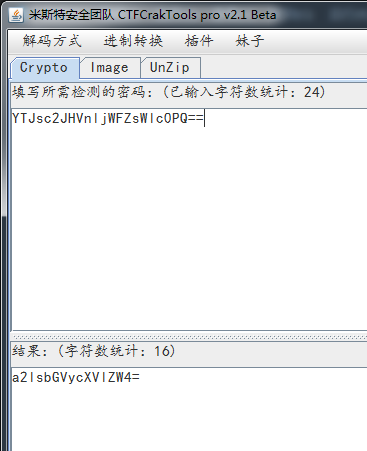 米斯特安全团队 CTFCrakTools pro v2.1 Beta
解码方式 进制转换 插件 妹子
Crypto Image UnZip
填写所需检测的密码：(已输入字符数统计：24)
YTJsc2JHVnljWFZsWlc0PQ==
结果：(字符数统计：16)
a2lsbGVycXVlZW4=